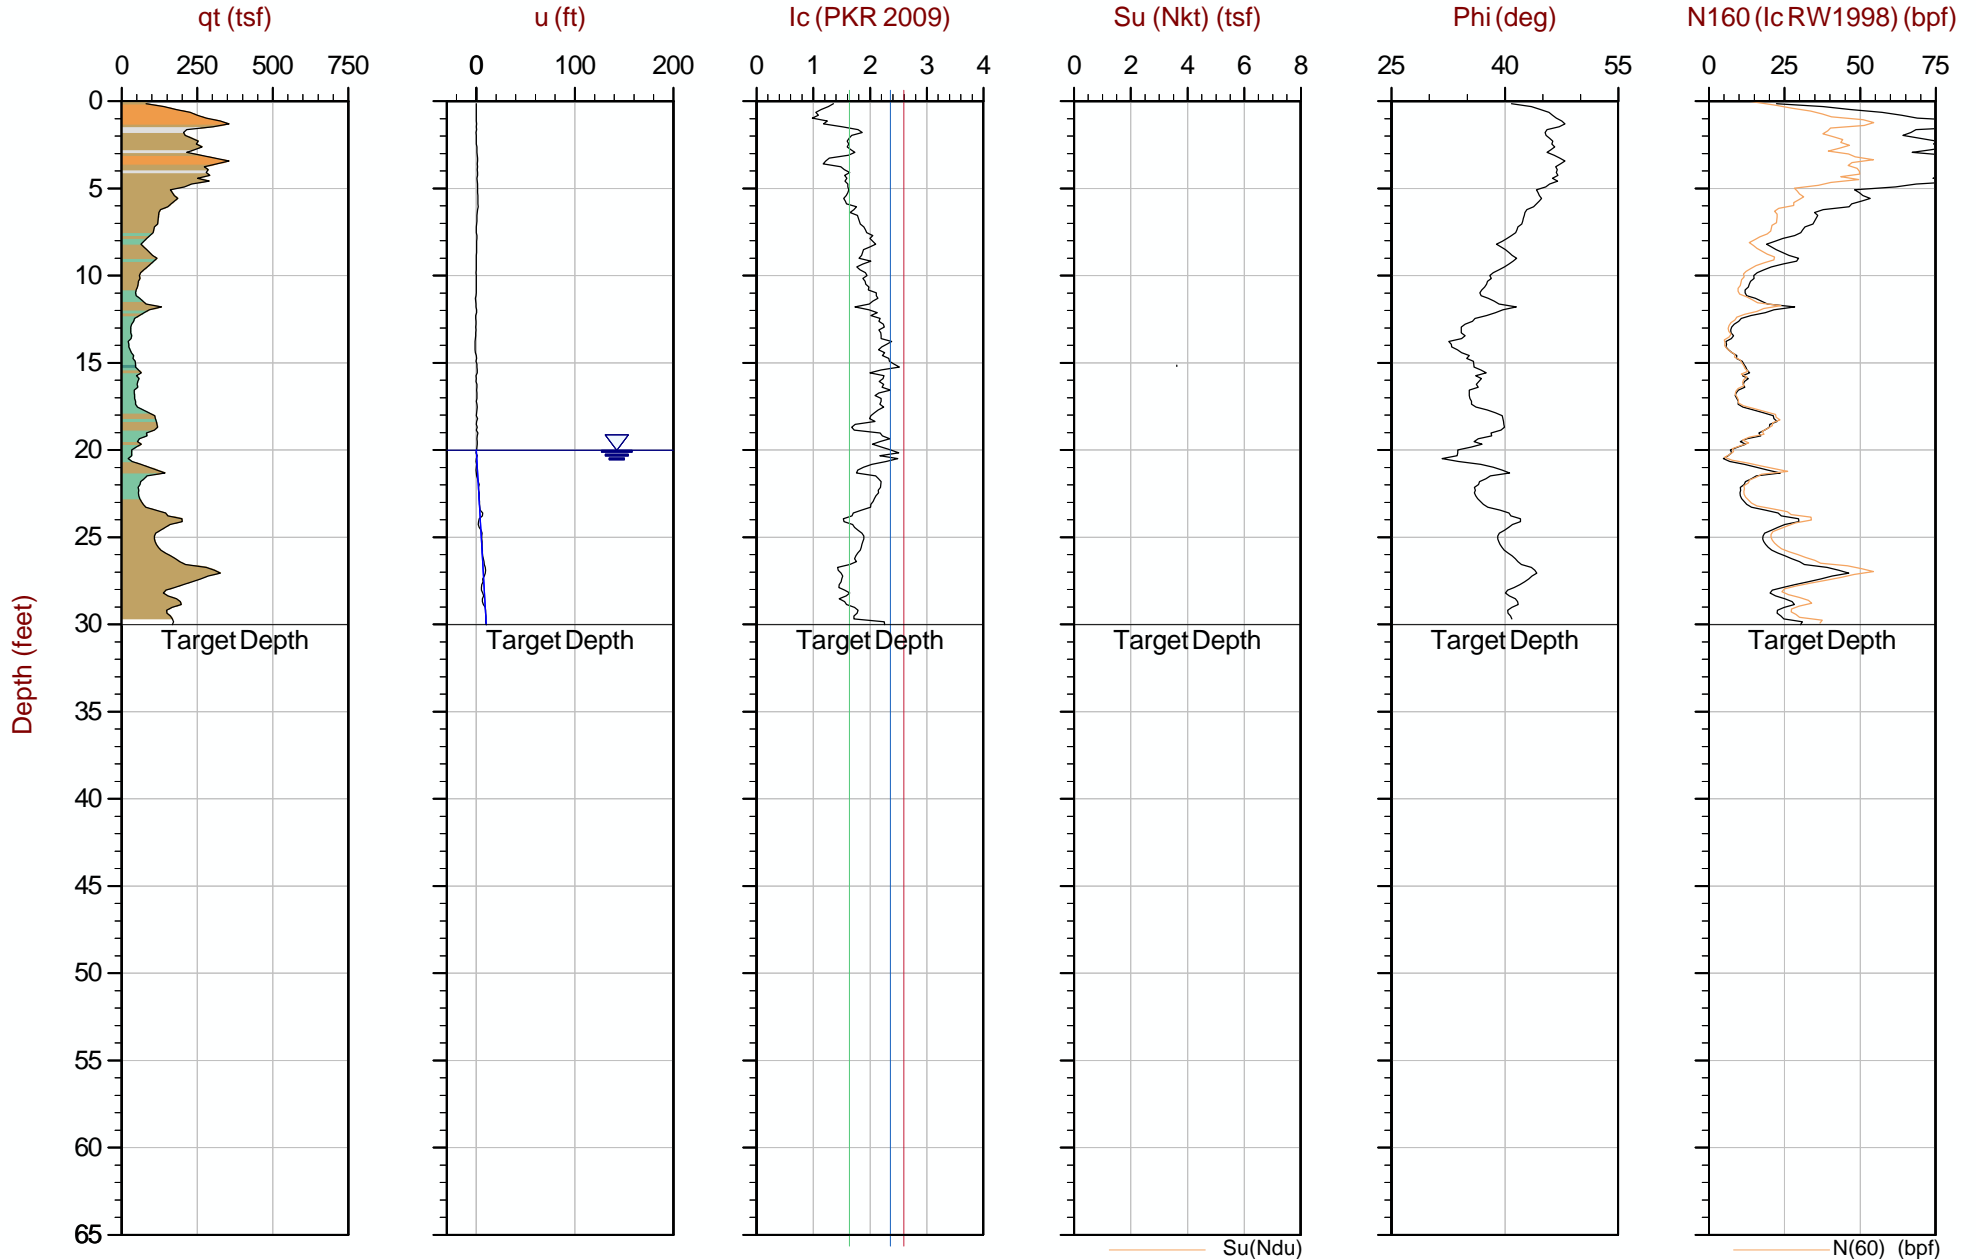 qt (tsf) u (ft) Ic (PKR 2009) Su (Nkt) (tsf) Phi (deg) N160 (Ic RW1998) (bpf)
0 250 500 750 0 100 200 0 1 2 3 4 0 2 4 6 8 25 40 55 0 25 50 75
0
5
10
15
20
25
30
Target Depth Target Depth Target Depth Target Depth Target Depth Target Depth
35
40
45
50
55
60
65
Depth (feet)
Su(Ndu) N(60) (bpf)